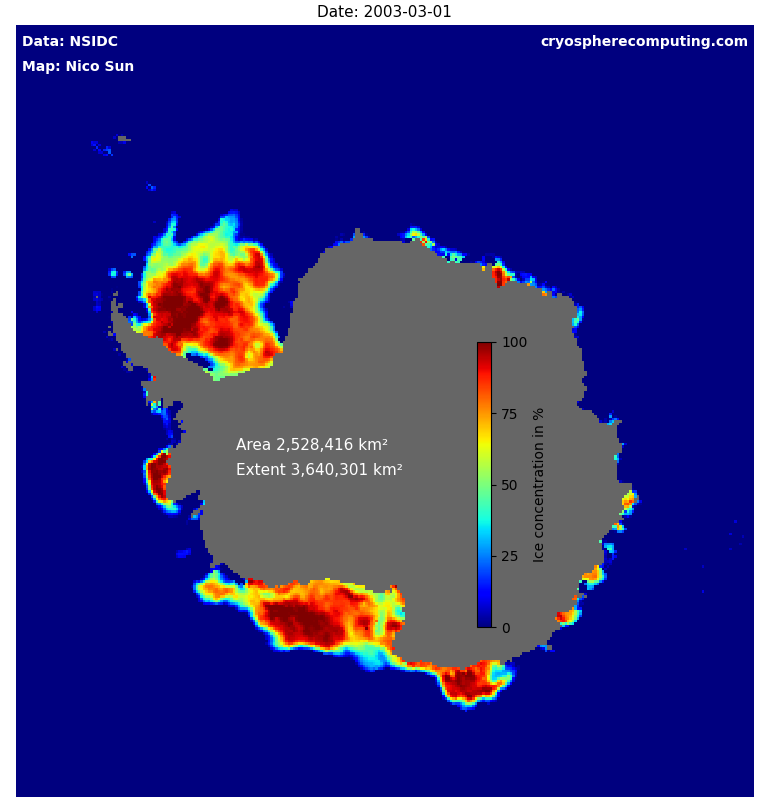 Date: 2003-03-01
Data: NSIDC
cryospherecomputing.com
Map: Nico Sun
100
75
50
25
0
Ice concentration in %
Area 2,528,416 km²
Extent 3,640,301 km²